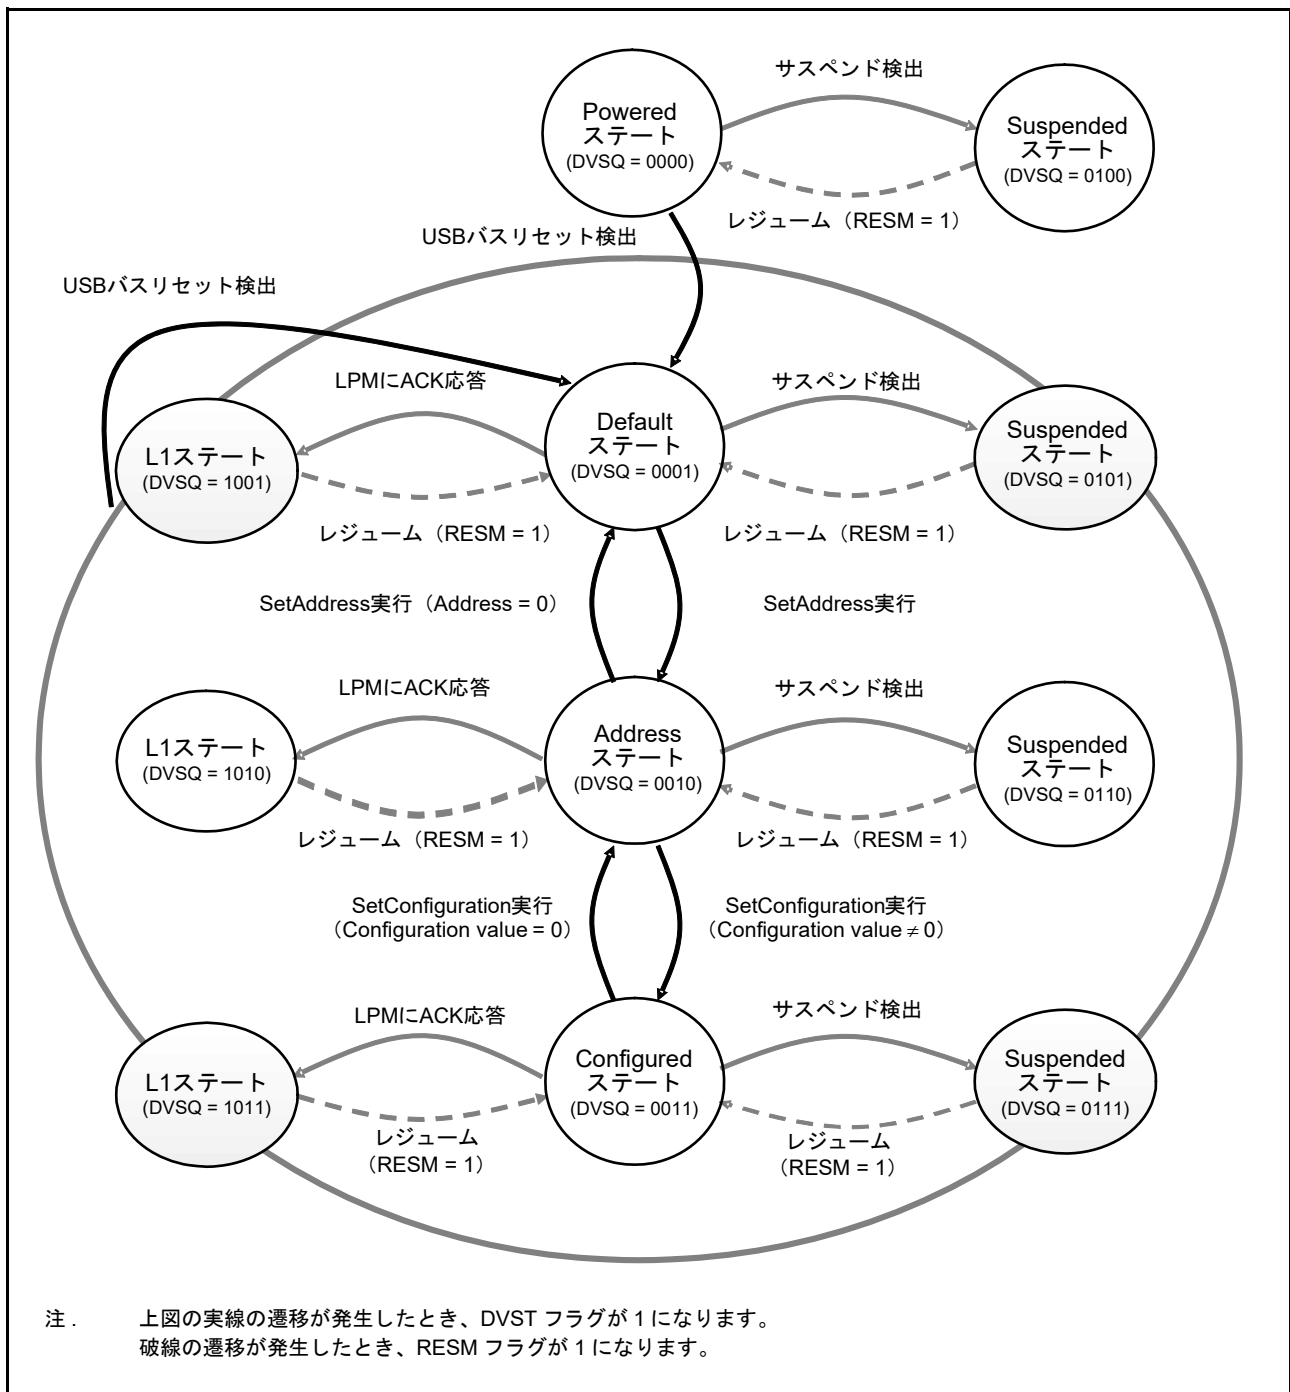 サスペンド検出
Powered
ステート
(DVSQ = 0000)
Suspended
ステート
(DVSQ = 0100)
レジューム（RESM = 1）
USBバスリセット検出
USBバスリセット検出
LPMにACK応答
サスペンド検出
L1ステート
(DVSQ = 1001)
Default
ステート
(DVSQ = 0001)
Suspended
ステート
(DVSQ = 0101)
レジューム（RESM = 1）
レジューム（RESM = 1）
SetAddress実行（Address = 0）
SetAddress実行
LPMにACK応答
サスペンド検出
L1ステート
(DVSQ = 1010)
Address
ステート
(DVSQ = 0010)
Suspended
ステート
(DVSQ = 0110)
レジューム（RESM = 1）
レジューム（RESM = 1）
SetConfiguration実行
（Configuration value = 0）
SetConfiguration実行
（Configuration value ≠ 0）
LPMにACK応答
サスペンド検出
L1ステート
(DVSQ = 1011)
Configured
ステート
(DVSQ = 0011)
Suspended
ステート
(DVSQ = 0111)
レジューム
（RESM = 1）
レジューム
（RESM = 1）
注 . 上図の実線の遷移が発生したとき、DVST フラグが 1 になります。
破線の遷移が発生したとき、RESM フラグが 1 になります。